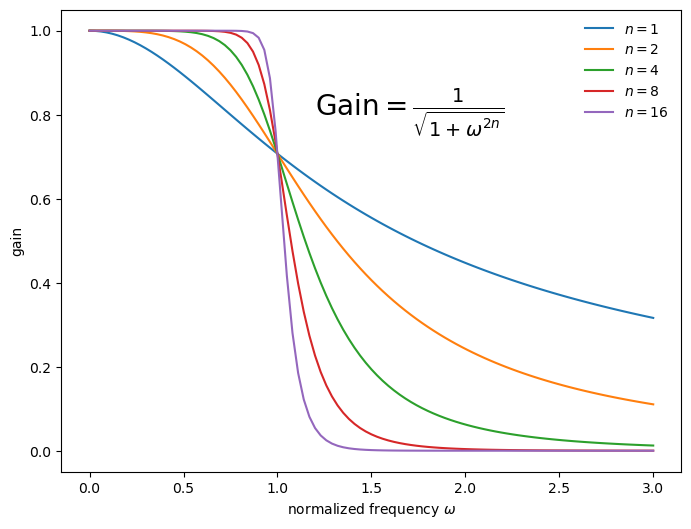 n = 1
n = 2
n = 4
n = 8
n = 16
Gain = 1/√(1 + ω²ⁿ)
gain
1.0
0.8
0.6
0.4
0.2
0.0
0.0 0.5 1.0 1.5 2.0 2.5 3.0
normalized frequency ω